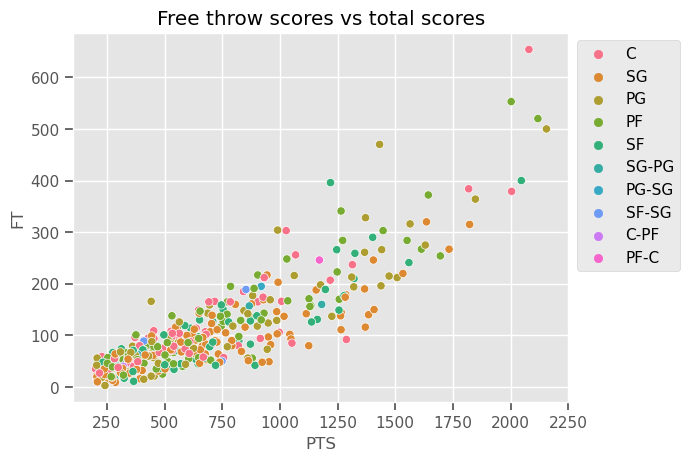 Free throw scores vs total scores
600
500
400
300
200
100
0
FT
250
500
750
1000
1250
1500
1750
2000
2250
PTS
C
SG
PG
PF
SF
SG-PG
PG-SG
SF-SG
C-PF
PF-C